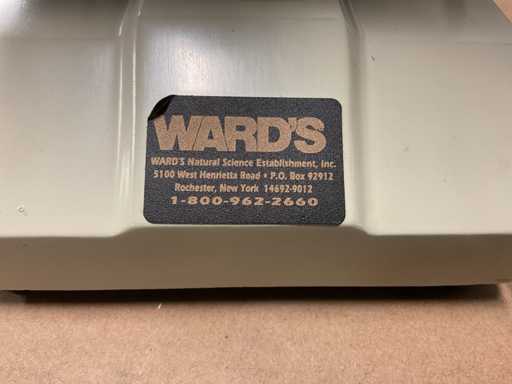 WARD'S
WARD'S Natural Science Establishment, Inc.
5100 West Henrietta Road • P.O. Box 92912
Rochester, New York 14692-9012
1-800-962-2660